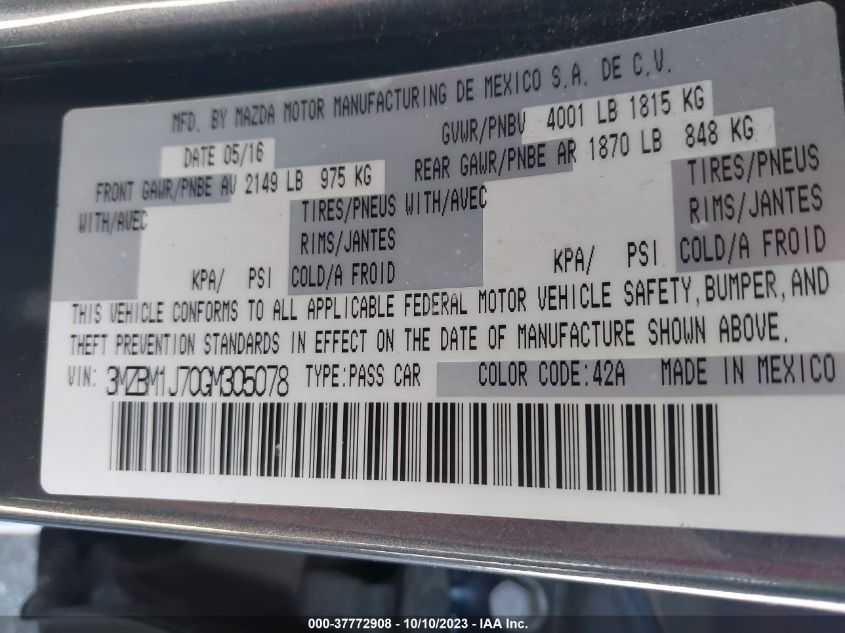 MFD. BY MAZDA MOTOR MANUFACTURING DE MEXICO S.A. DE C.V.
DATE 05/16 GVWR/PNBV 4001 LB 1815 KG
FRONT GAWR/PNBE AV 2149 LB 975 KG REAR GAWR/PNBE AR 1870 LB 848 KG
WITH/AVEC TIRES/PNEUS WITH/AVEC TIRES/PNEUS
RIMS/JANTES RIMS/JANTES
KPA/ PSI COLD/A FROID KPA/ PSI COLD/A FROID
THIS VEHICLE CONFORMS TO ALL APPLICABLE FEDERAL MOTOR VEHICLE SAFETY, BUMPER, AND
THEFT PREVENTION STANDARDS IN EFFECT ON THE DATE OF MANUFACTURE SHOWN ABOVE.
VIN: 3MZBM1J70GM305078 TYPE:PASS CAR COLOR CODE:42A MADE IN MEXICO
000-37772908 - 10/10/2023 - IAA Inc.